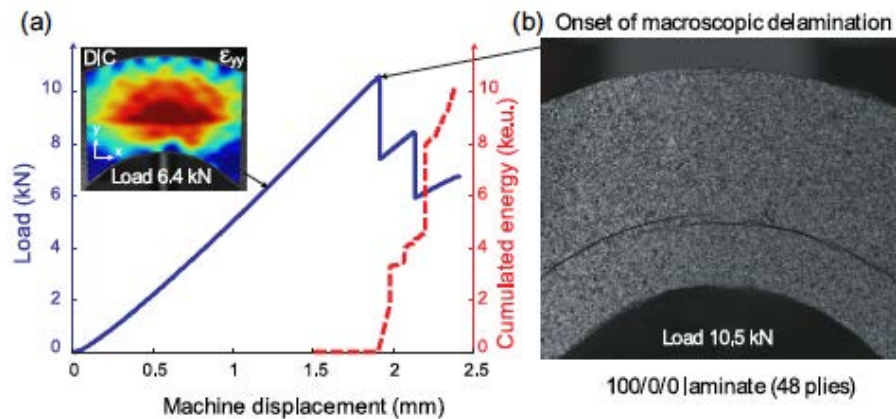 (a)
(b)
Onset of macroscopic delamination
DIC
εyy
y
x
Load 6.4 kN
Load (kN)
10
8
6
4
2
0
Cumulated energy (ke.u.)
10
8
6
4
2
0
0
0.5
1
1.5
2
2.5
Machine displacement (mm)
Load 10,5 kN
100/0/0 laminate (48 plies)